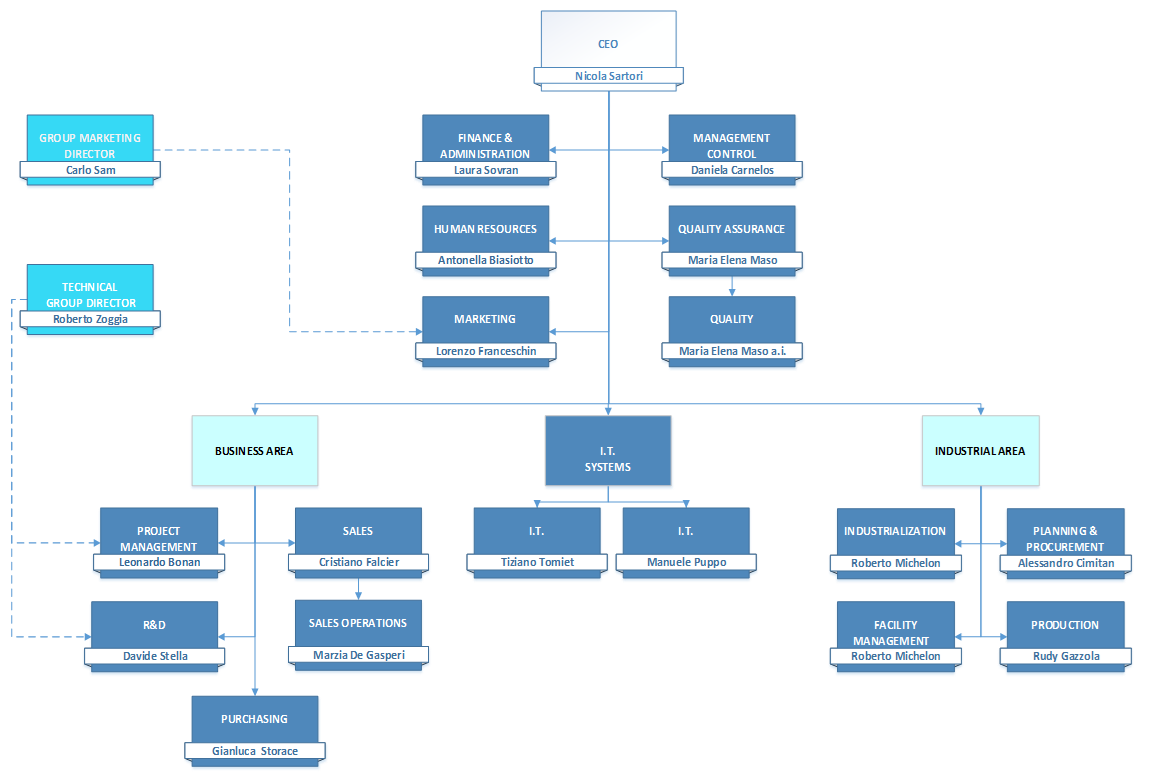 CEO
Nicola Sartori
GROUP MARKETING
DIRECTOR
Carlo Sam
FINANCE &
ADMINISTRATION
Laura Sovran
MANAGEMENT
CONTROL
Daniela Carnelos
HUMAN RESOURCES
Antonella Biasiotto
QUALITY ASSURANCE
Maria Elena Maso
TECHNICAL
GROUP DIRECTOR
Roberto Zoggia
MARKETING
Lorenzo Franceschin
QUALITY
Maria Elena Maso a.i.
BUSINESS AREA
I.T.
SYSTEMS
INDUSTRIAL AREA
PROJECT
MANAGEMENT
Leonardo Bonan
SALES
Cristiano Falcier
I.T.
Tiziano Tomiet
I.T.
Manuele Puppo
INDUSTRIALIZATION
Roberto Michelon
PLANNING &
PROCUREMENT
Alessandro Cimitan
R&D
Davide Stella
SALES OPERATIONS
Marzia De Gasperi
FACILITY
MANAGEMENT
Roberto Michelon
PRODUCTION
Rudy Gazzola
PURCHASING
Gianluca Storace